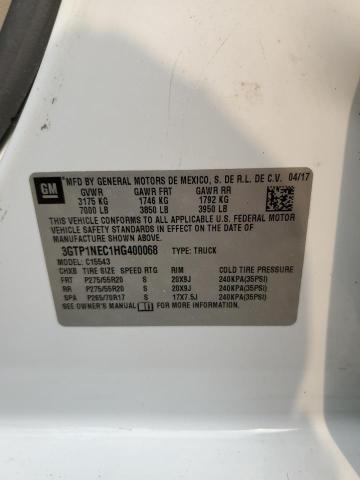 GM
MFD BY GENERAL MOTORS DE MEXICO, S. DE R.L. DE C.V. 04/17
GVWR GAWR FRT GAWR RR
3175 KG 1746 KG 1792 KG
7000 LB 3850 LB 3950 LB
THIS VEHICLE CONFORMS TO ALL APPLICABLE U.S. FEDERAL MOTOR
VEHICLE SAFETY STANDARDS IN EFFECT ON THE DATE OF
MANUFACTURE SHOWN ABOVE.
3GTP1NEC1HG400068 TYPE: TRUCK
MODEL: C15543
CHXB TIRE SIZE SPEED RTG RIM COLD TIRE PRESSURE
FRT P275/55R20 S 20X9J 240KPA(35PSI)
RR P275/55R20 S 20X9J 240KPA(35PSI)
SPA P265/70R17 S 17X7.5J 240KPA(35PSI)
SEE OWNER'S MANUAL FOR MORE INFORMATION.